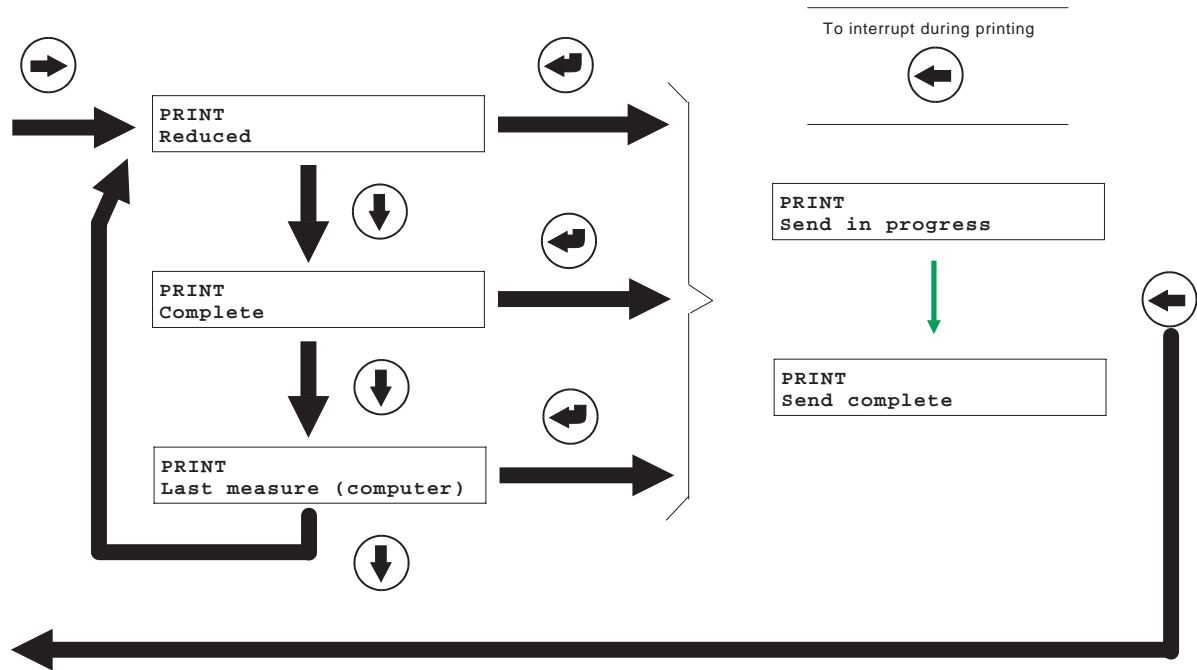 To interrupt during printing
PRINT
Reduced
PRINT
Complete
PRINT
Last measure (computer)
PRINT
Send in progress
PRINT
Send complete